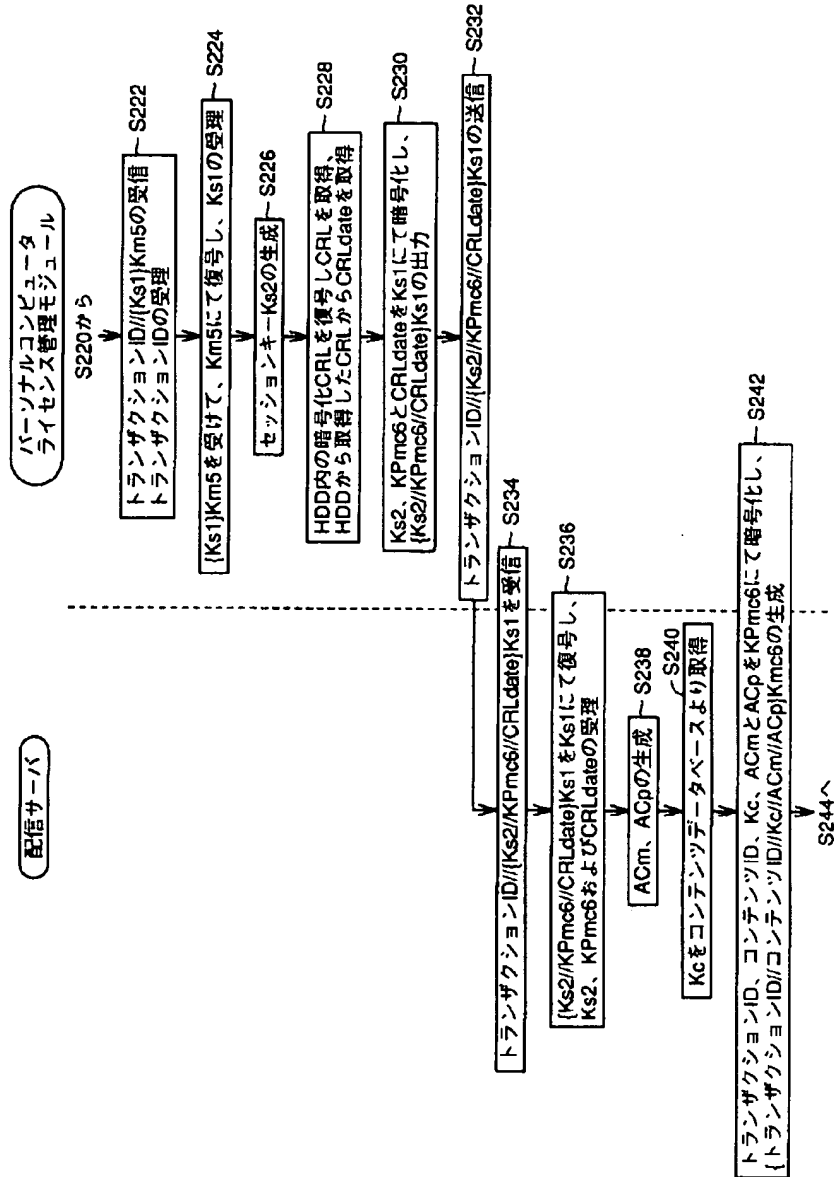 配信サーバ
パーソナルコンピュータ
ライセンス管理モジュール
S220から
トランザクションID//{Ks1}Km5の受信
トランザクションIDの受理
S222
{Ks1}Km5を受けて、Km5にて復号し、Ks1の受理
S224
セッションキーKs2の生成
S226
HDD内の暗号化CRLを復号しCRLを取得、
HDDから取得したCRLからCRLdateを取得
S228
Ks2、KPmc6とCRLdateをKs1にて暗号化し、
{Ks2//KPmc6//CRLdate}Ks1の出力
S230
トランザクションID//{Ks2//KPmc6//CRLdate}Ks1の送信
S232
トランザクションID//{Ks2//KPmc6//CRLdate}Ks1を受信
S234
{Ks2//KPmc6//CRLdate}Ks1をKs1にて復号し、
Ks2、KPmc6およびCRLdateの受理
S236
ACm、ACpの生成
S238
Kcをコンテンツデータベースより取得
S240
トランザクションID、コンテンツID、Kc、ACmとACpをKPmc6にて暗号化し、
{トランザクションID//コンテンツID//Kc//ACm//ACp}Kmc6の生成
S242
S244へ